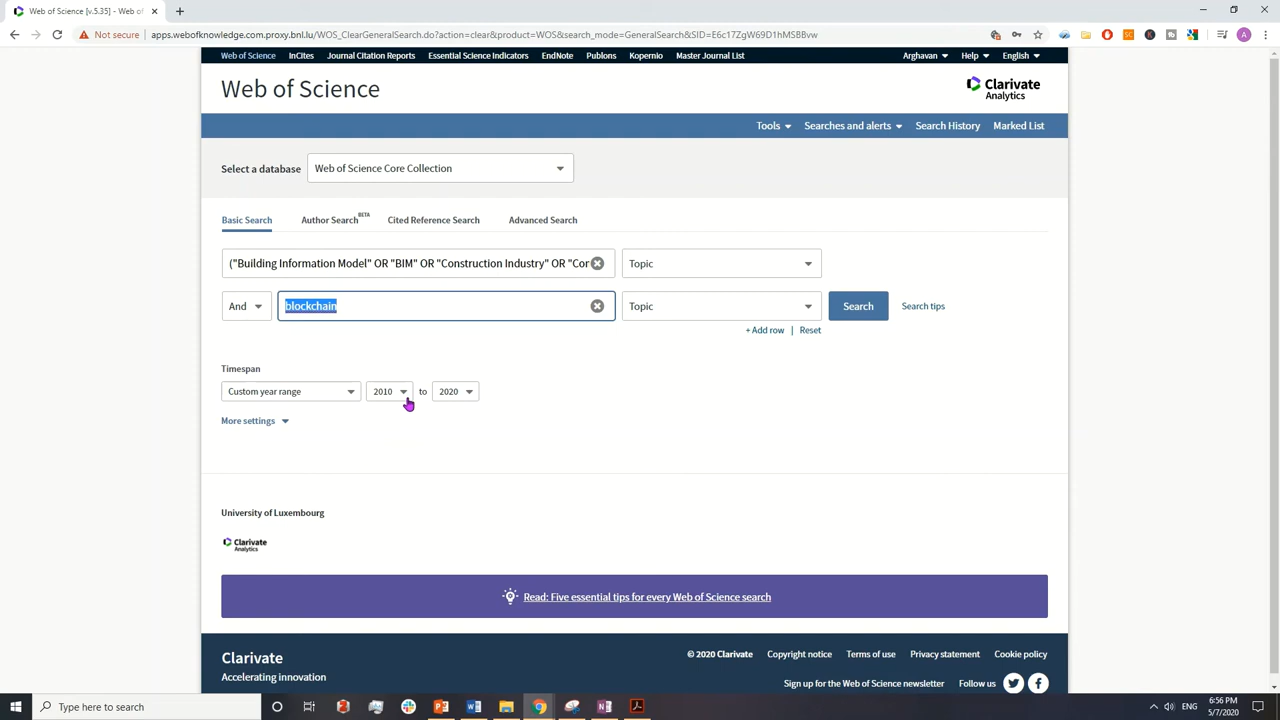 Web of Science [v.5.35] - Web of
Not secure | apps.webofknowledge.com.proxy.bnl.lu/WOS_ClearGeneralSearch.do?action=clear&product=WOS&search_mode=GeneralSearch&SID=E6c17ZgW69D1hMSBBvw
Web of Science InCites Journal Citation Reports Essential Science Indicators EndNote Publons Kopernio Master Journal List Arghavan Help English
Web of Science
Clarivate
Analytics
Tools Searches and alerts Search History Marked List
Select a database Web of Science Core Collection
Basic Search Author Search BETA Cited Reference Search Advanced Search
("Building Information Model" OR "BIM" OR "Construction Industry" OR "Cor Topic
And blockchain Topic Search Search tips
+ Add row | Reset
Timespan
Custom year range 2010 to 2020
More settings
University of Luxembourg
Clarivate
Analytics
Read: Five essential tips for every Web of Science search
Clarivate
Accelerating innovation
© 2020 Clarivate Copyright notice Terms of use Privacy statement Cookie policy
Sign up for the Web of Science newsletter Follow us
Type here to search
ENG
6:56 PM
5/7/2020